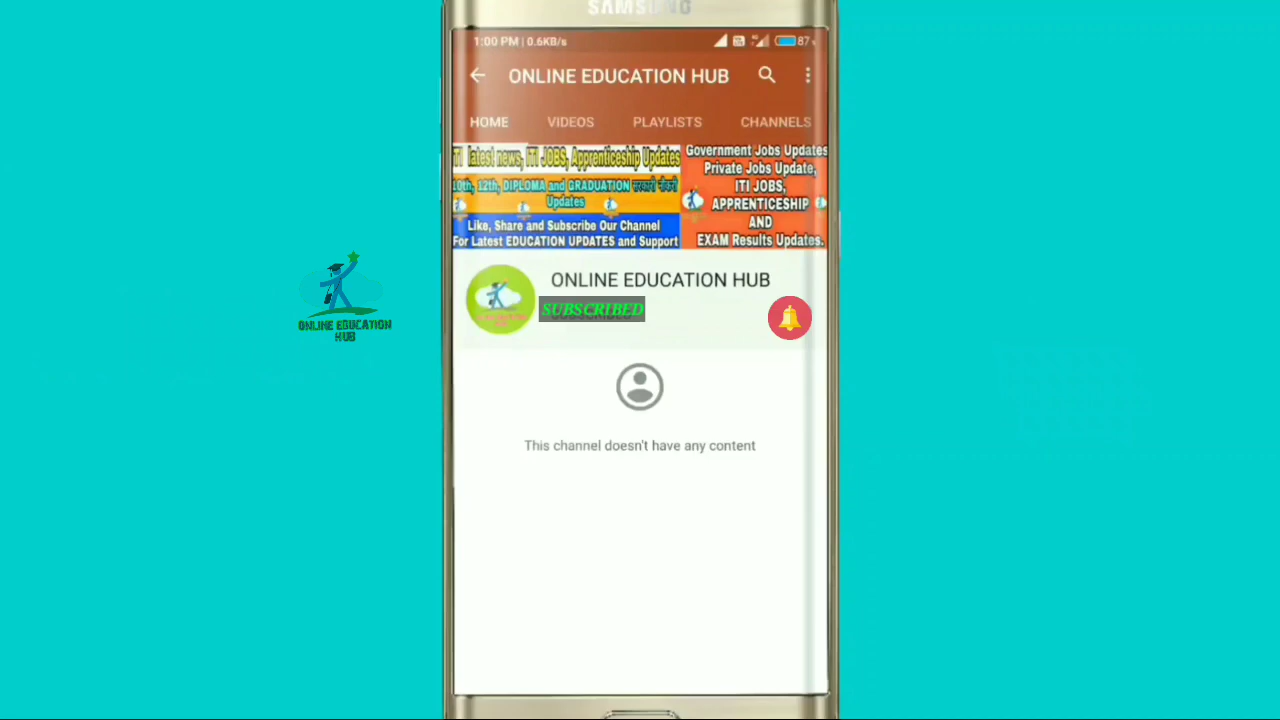 SAMSUNG
1:00 PM | 0.6KB/s
87
ONLINE EDUCATION HUB
HOME VIDEOS PLAYLISTS CHANNELS
ITI latest news, ITI JOBS, Apprenticeship Updates
10th, 12th, DIPLOMA and GRADUATION सरकारी नौकरी
Updates
Like, Share and Subscribe Our Channel
For Latest EDUCATION UPDATES and Support
Government Jobs Updates
Private Jobs Update,
ITI JOBS,
APPRENTICESHIP
AND
EXAM Results Updates.
ONLINE EDUCATION HUB
SUBSCRIBED
This channel doesn't have any content
ONLINE EDUCATION
HUB